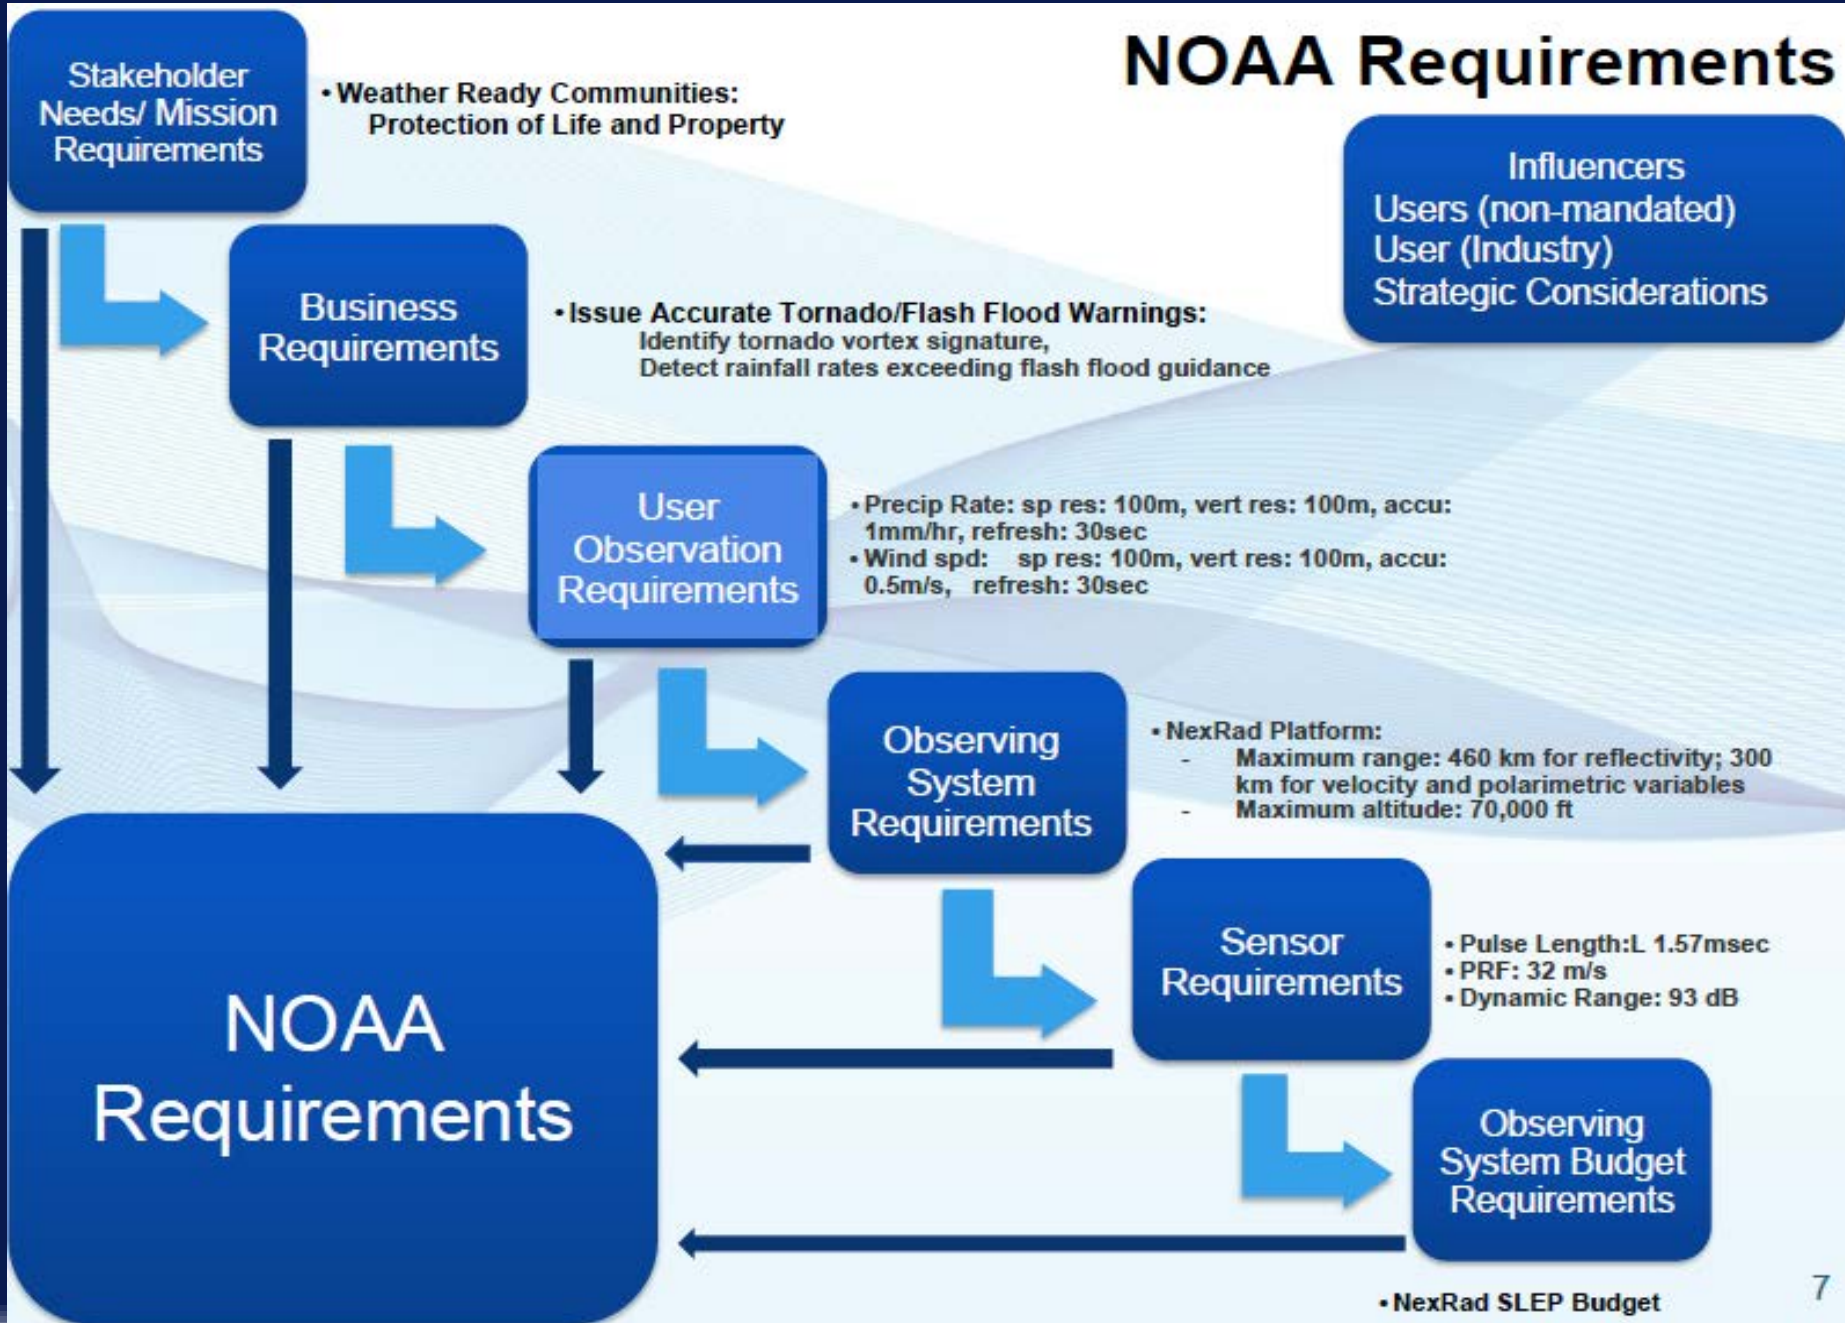 NOAA Requirements
Stakeholder
Needs/ Mission
Requirements
• Weather Ready Communities:
Protection of Life and Property
Influencers
Users (non-mandated)
User (Industry)
Strategic Considerations
Business
Requirements
• Issue Accurate Tornado/Flash Flood Warnings:
Identify tornado vortex signature,
Detect rainfall rates exceeding flash flood guidance
User
Observation
Requirements
• Precip Rate: sp res: 100m, vert res: 100m, accu:
1mm/hr, refresh: 30sec
• Wind spd: sp res: 100m, vert res: 100m, accu:
0.5m/s, refresh: 30sec
Observing
System
Requirements
• NexRad Platform:
- Maximum range: 460 km for reflectivity; 300
km for velocity and polarimetric variables
- Maximum altitude: 70,000 ft
Sensor
Requirements
• Pulse Length:L 1.57msec
• PRF: 32 m/s
• Dynamic Range: 93 dB
NOAA
Requirements
Observing
System Budget
Requirements
• NexRad SLEP Budget
7